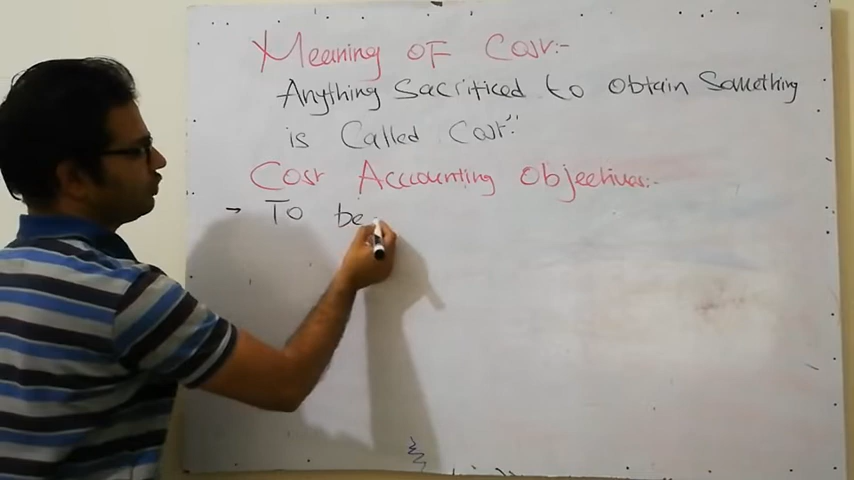 Meaning OF Cost:-
Anything Sacrificed to Obtain Something
is Called Cost".
Cost Accounting Objectives:-
→ To be